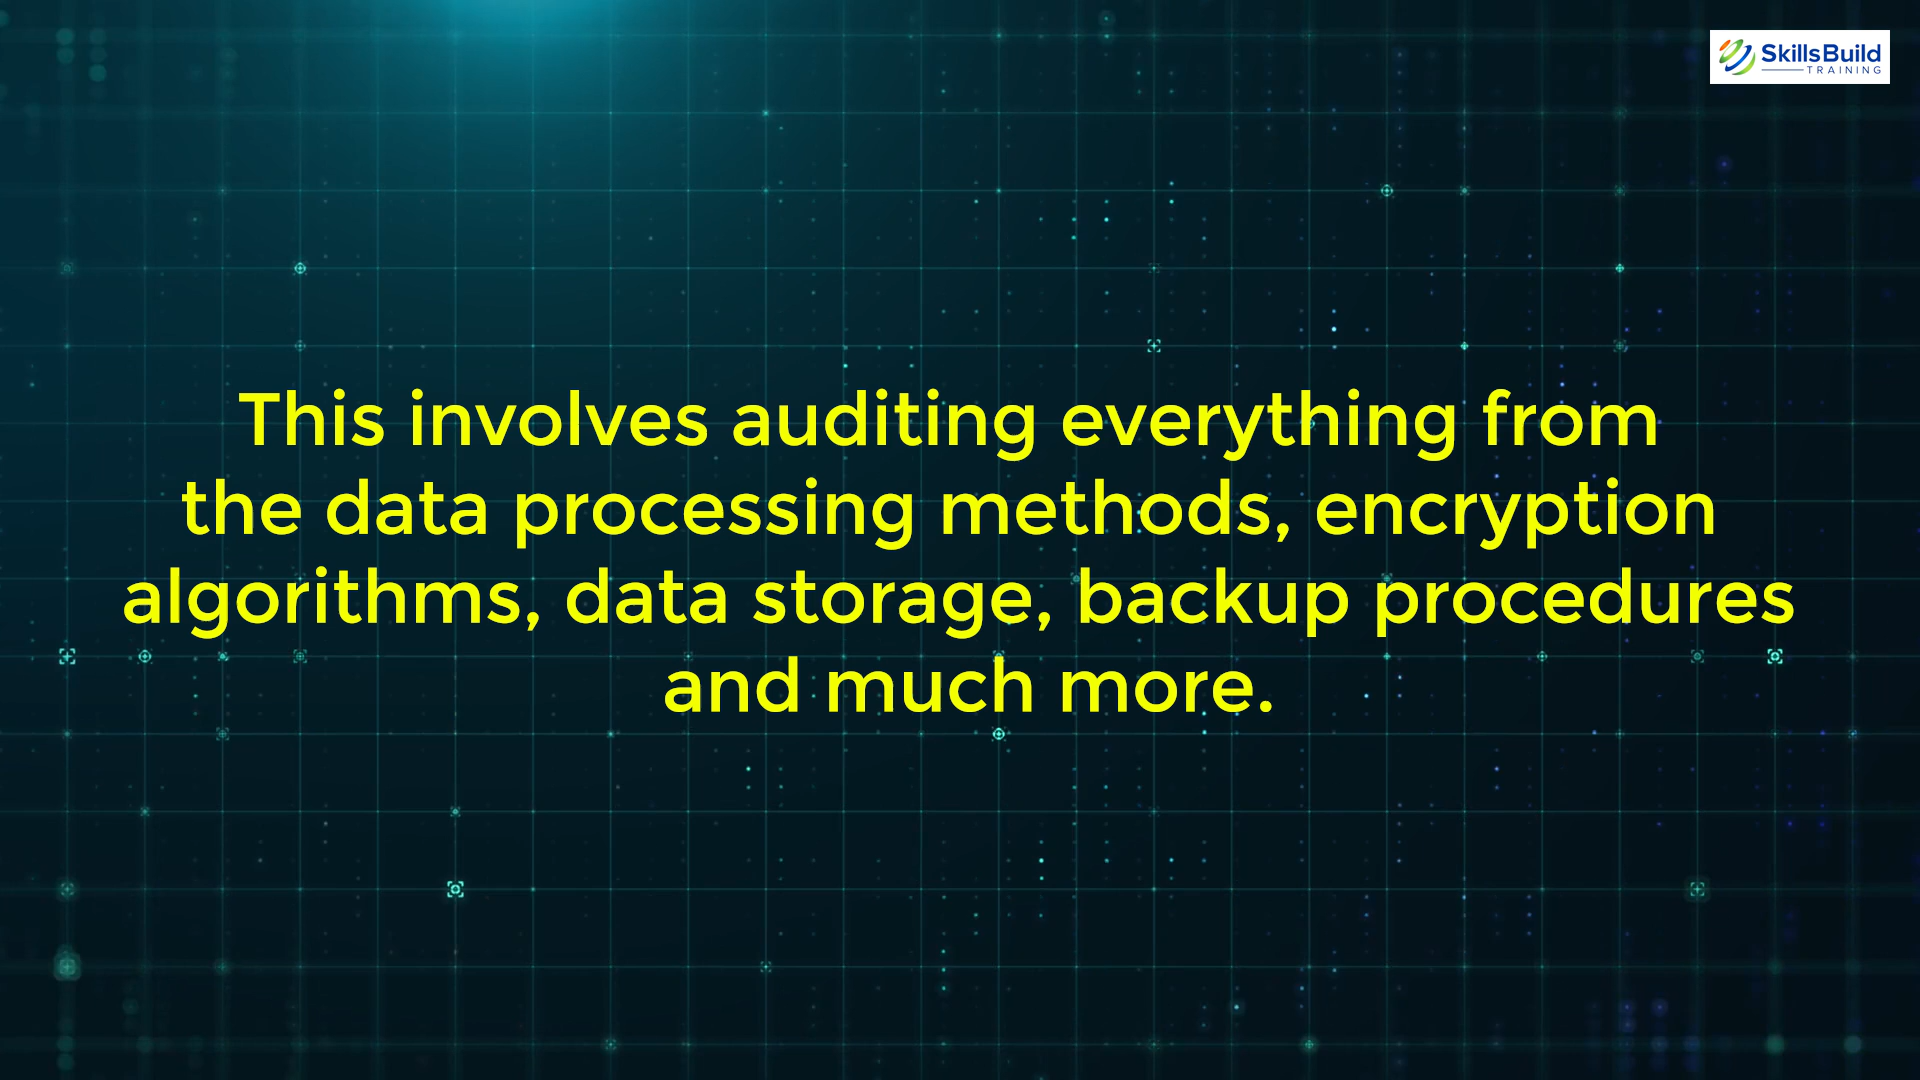 SkillsBuild
TRAINING
This involves auditing everything from
the data processing methods, encryption
algorithms, data storage, backup procedures
and much more.